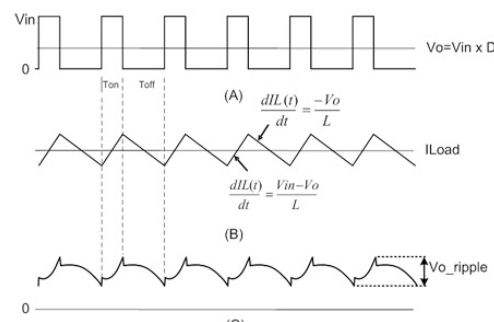 Vin
Vo=Vin x D
0
Ton
Toff
(A)
dIL(t)/dt = -Vo/L
ILoad
dIL(t)/dt = Vin-Vo/L
(B)
Vo_ripple
0